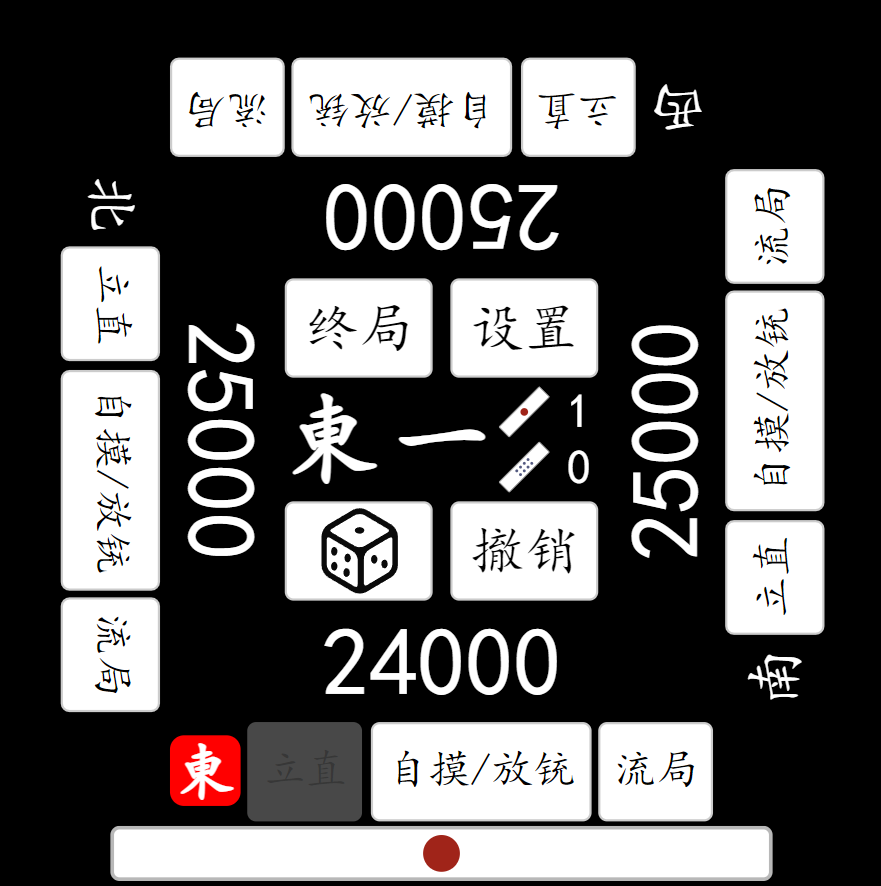 流局
自摸/放铳
立直
西
25000
北
立直
自摸/放铳
流局
25000
终局
设置
東一
1
0
撤销
25000
流局
自摸/放铳
立直
南
24000
東
立直
自摸/放铳
流局